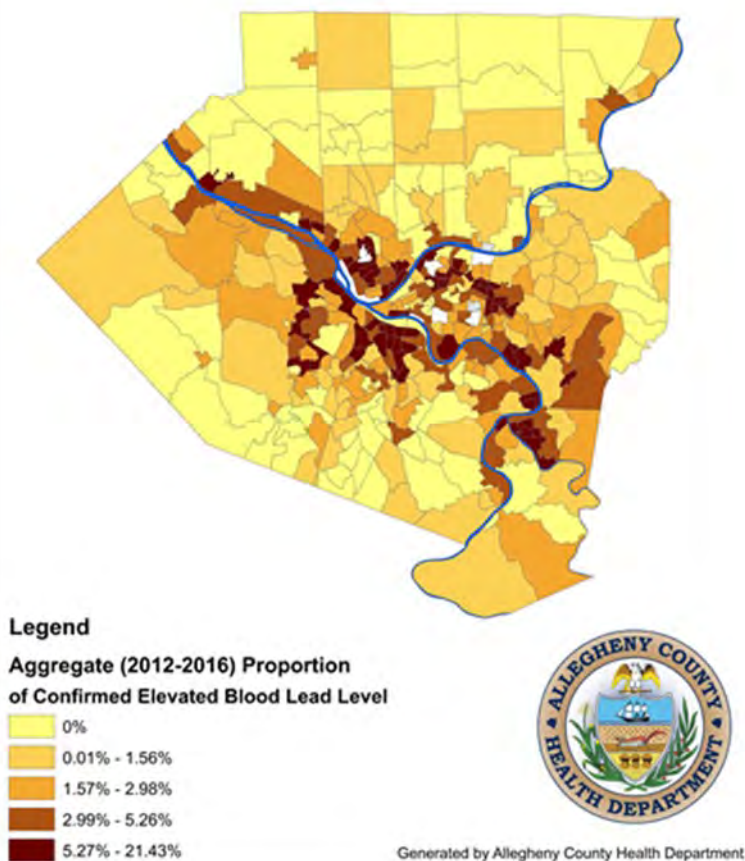 Legend
Aggregate (2012-2016) Proportion
of Confirmed Elevated Blood Lead Level
0%
0.01% - 1.56%
1.57% - 2.98%
2.99% - 5.26%
5.27% - 21.43%
ALLEGHENY COUNTY
HEALTH DEPARTMENT
Generated by Allegheny County Health Department